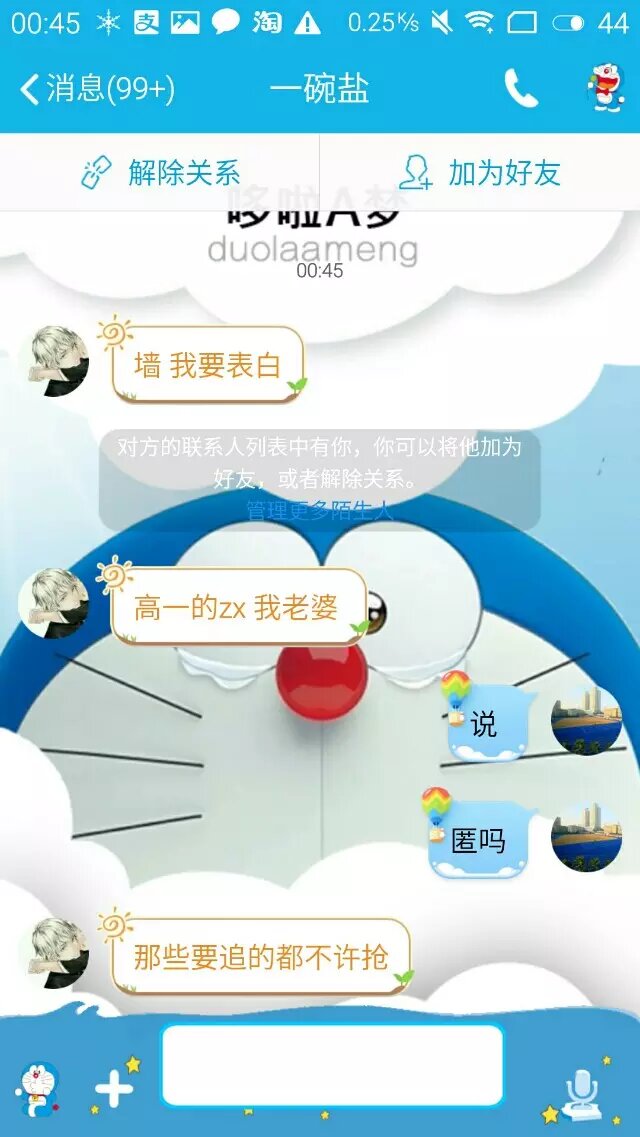 00:45 支 淘 0.25K/s 44
消息(99+) 一碗盐
解除关系 加为好友
哆啦A梦
duolaameng
00:45
墙 我要表白
对方的联系人列表中有你，你可以将他加为
好友，或者解除关系。
管理更多陌生人
高一的zx 我老婆
说
匿吗
那些要追的都不许抢